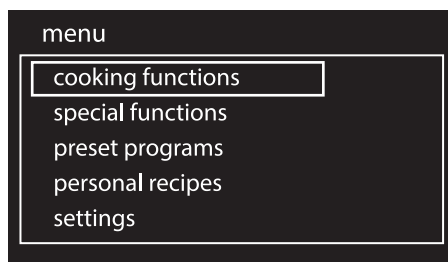 menu
cooking functions
special functions
preset programs
personal recipes
settings